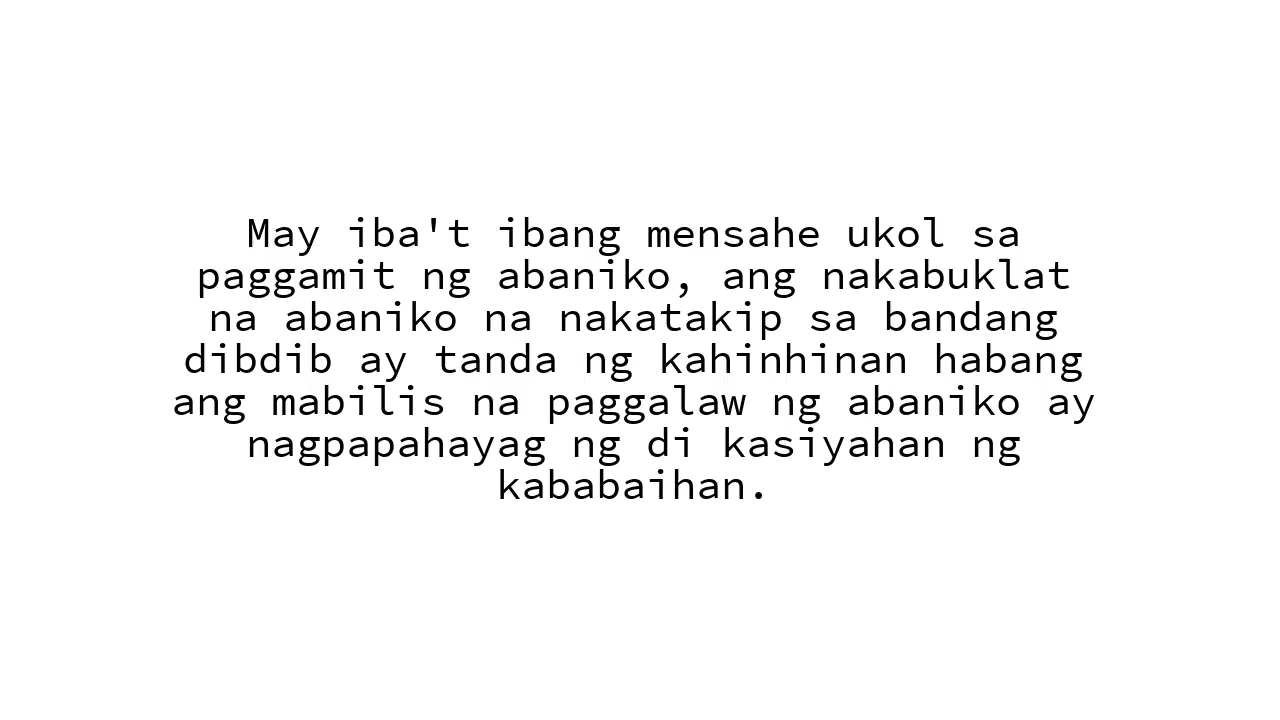 May iba't ibang mensahe ukol sa
paggamit ng abaniko, ang nakabuklat
na abaniko na nakatakip sa bandang
dibdib ay tanda ng kahinhinan habang
ang mabilis na paggalaw ng abaniko ay
nagpapahayag ng di kasiyahan ng
kababaihan.